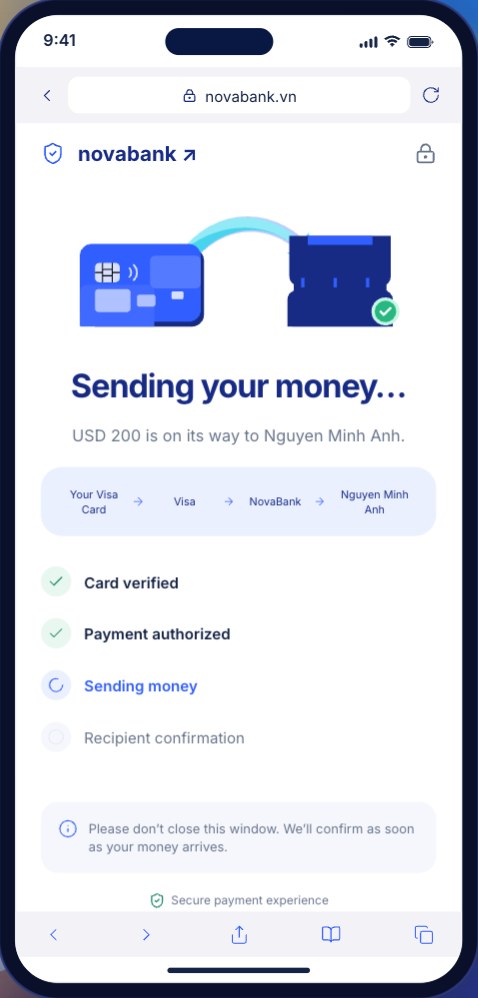 9:41
novabank.vn
novabank
Sending your money...
USD 200 is on its way to Nguyen Minh Anh.
Your Visa
Card
Visa
NovaBank
Nguyen Minh
Anh
Card verified
Payment authorized
Sending money
Recipient confirmation
Please don't close this window. We'll confirm as soon
as your money arrives.
Secure payment experience